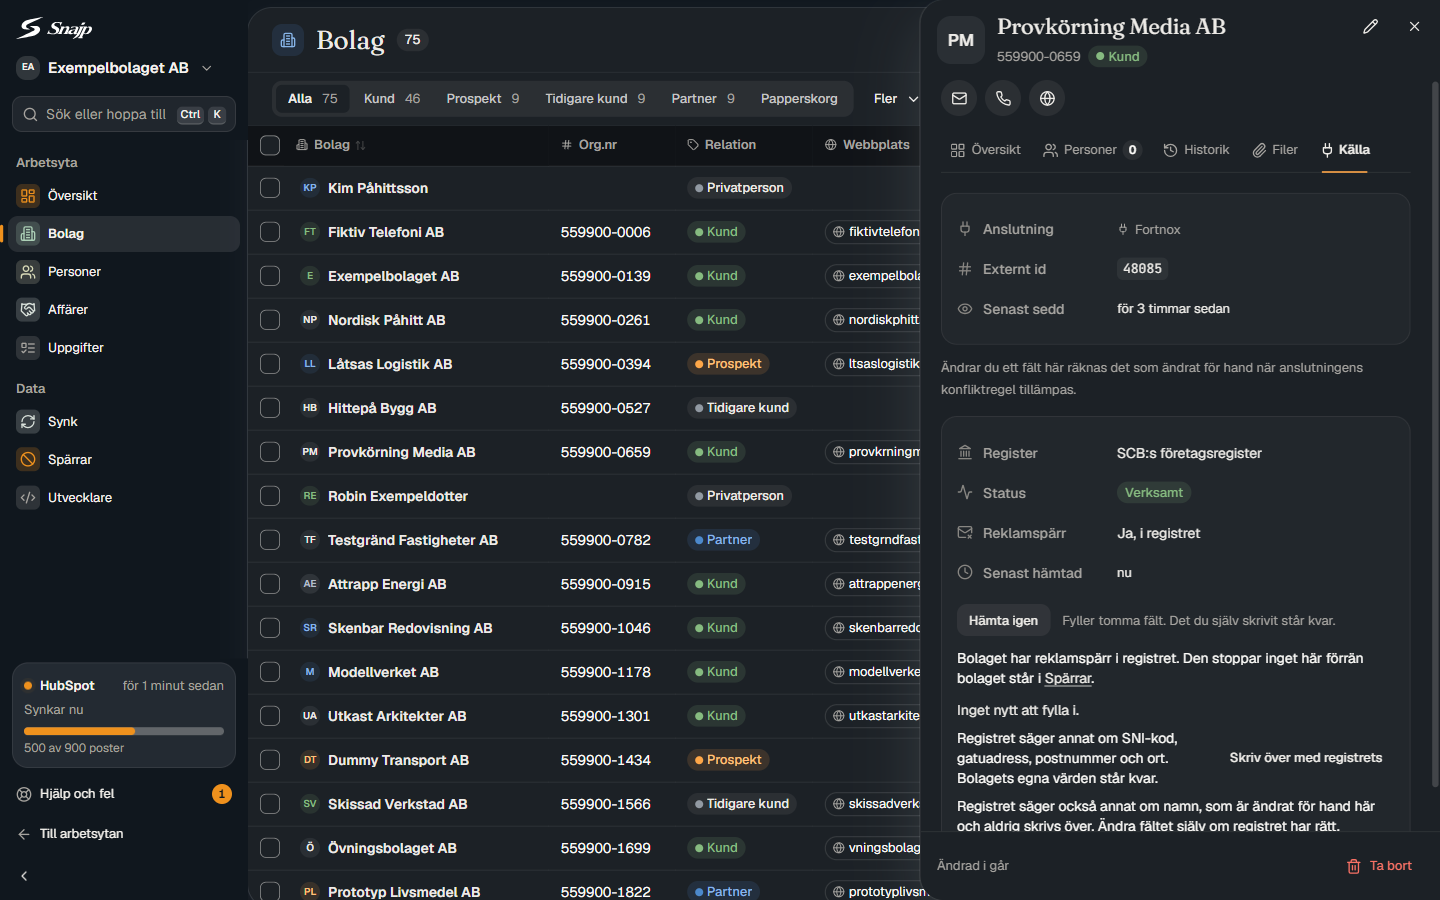 Snajp
EA Exempelbolaget AB
Sök eller hoppa till Ctrl K
Arbetsyta
Översikt
Bolag
Personer
Affärer
Uppgifter
Data
Synk
Spärrar
Utvecklare
HubSpot för 1 minut sedan
Synkar nu
500 av 900 poster
Hjälp och fel 1
Till arbetsytan
Bolag 75
Alla 75 Kund 46 Prospekt 9 Tidigare kund 9 Partner 9 Papperskorg Fler
Bolag Org.nr Relation Webbplats
KP Kim Påhittsson Privatperson
FT Fiktiv Telefoni AB 559900-0006 Kund fiktivtelefon
E Exempelbolaget AB 559900-0139 Kund exempelbola
NP Nordisk Påhitt AB 559900-0261 Kund nordiskphitt
LL Låtsas Logistik AB 559900-0394 Prospekt ltsaslogistik
HB Hittepå Bygg AB 559900-0527 Tidigare kund
PM Provkörning Media AB 559900-0659 Kund provkrningm
RE Robin Exempeldotter Privatperson
TF Testgränd Fastigheter AB 559900-0782 Partner testgrndfast
AE Attrapp Energi AB 559900-0915 Kund attrappenerg
SR Skenbar Redovisning AB 559900-1046 Kund skenbarredo
M Modellverket AB 559900-1178 Kund modellverke
UA Utkast Arkitekter AB 559900-1301 Kund utkastarkite
DT Dummy Transport AB 559900-1434 Prospekt
SV Skissad Verkstad AB 559900-1566 Tidigare kund skissadverk
Ö Övningsbolaget AB 559900-1699 Kund vningsbolag
PL Prototyp Livsmedel AB 559900-1822 Partner prototyplivsm
PM Provkörning Media AB
559900-0659 Kund
Översikt Personer 0 Historik Filer Källa
Anslutning Fortnox
Externt id 48085
Senast sedd för 3 timmar sedan
Ändrar du ett fält här räknas det som ändrat för hand när anslutningens
konfliktregel tillämpas.
Register SCB:s företagsregister
Status Verksamt
Reklamspärr Ja, i registret
Senast hämtad nu
Hämta igen Fyller tomma fält. Det du själv skrivit står kvar.
Bolaget har reklamspärr i registret. Den stoppar inget här förrän
bolaget står i Spärrar.
Inget nytt att fylla i.
Registret säger annat om SNI-kod,
gatuadress, postnummer och ort.
Bolagets egna värden står kvar.
Skriv över med registrets
Registret säger också annat om namn, som är ändrat för hand här
och aldrig skrivs över. Ändra fältet själv om registret har rätt.
Ändrad i går Ta bort